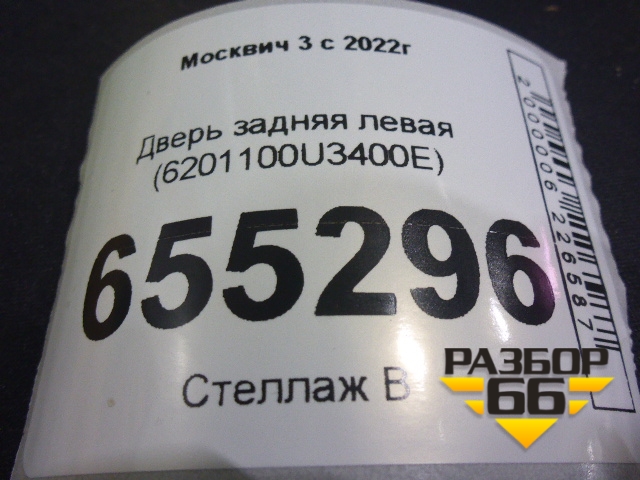 Москвич 3 с 2022г
Дверь задняя левая
(6201100U3400E)
655296
Стеллаж В
2000006226587
РАЗБОР
66